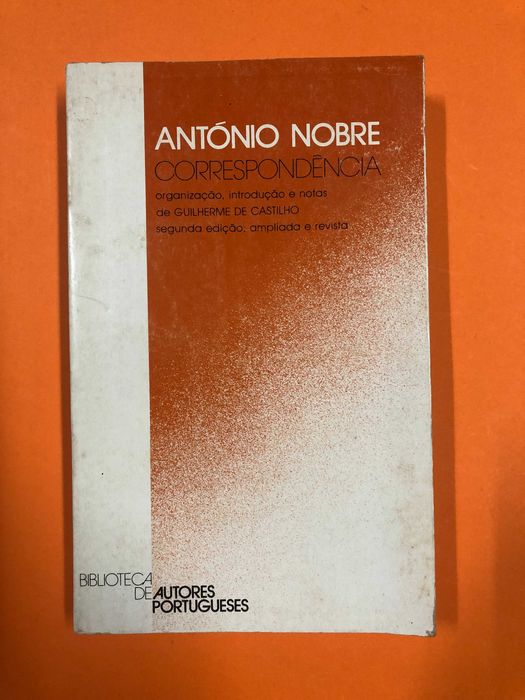 ANTÓNIO NOBRE
CORRESPONDÊNCIA
organização, introdução e notas
de GUILHERME DE CASTILHO
segunda edição, ampliada e revista
BIBLIOTECA
DE AUTORES
PORTUGUESES